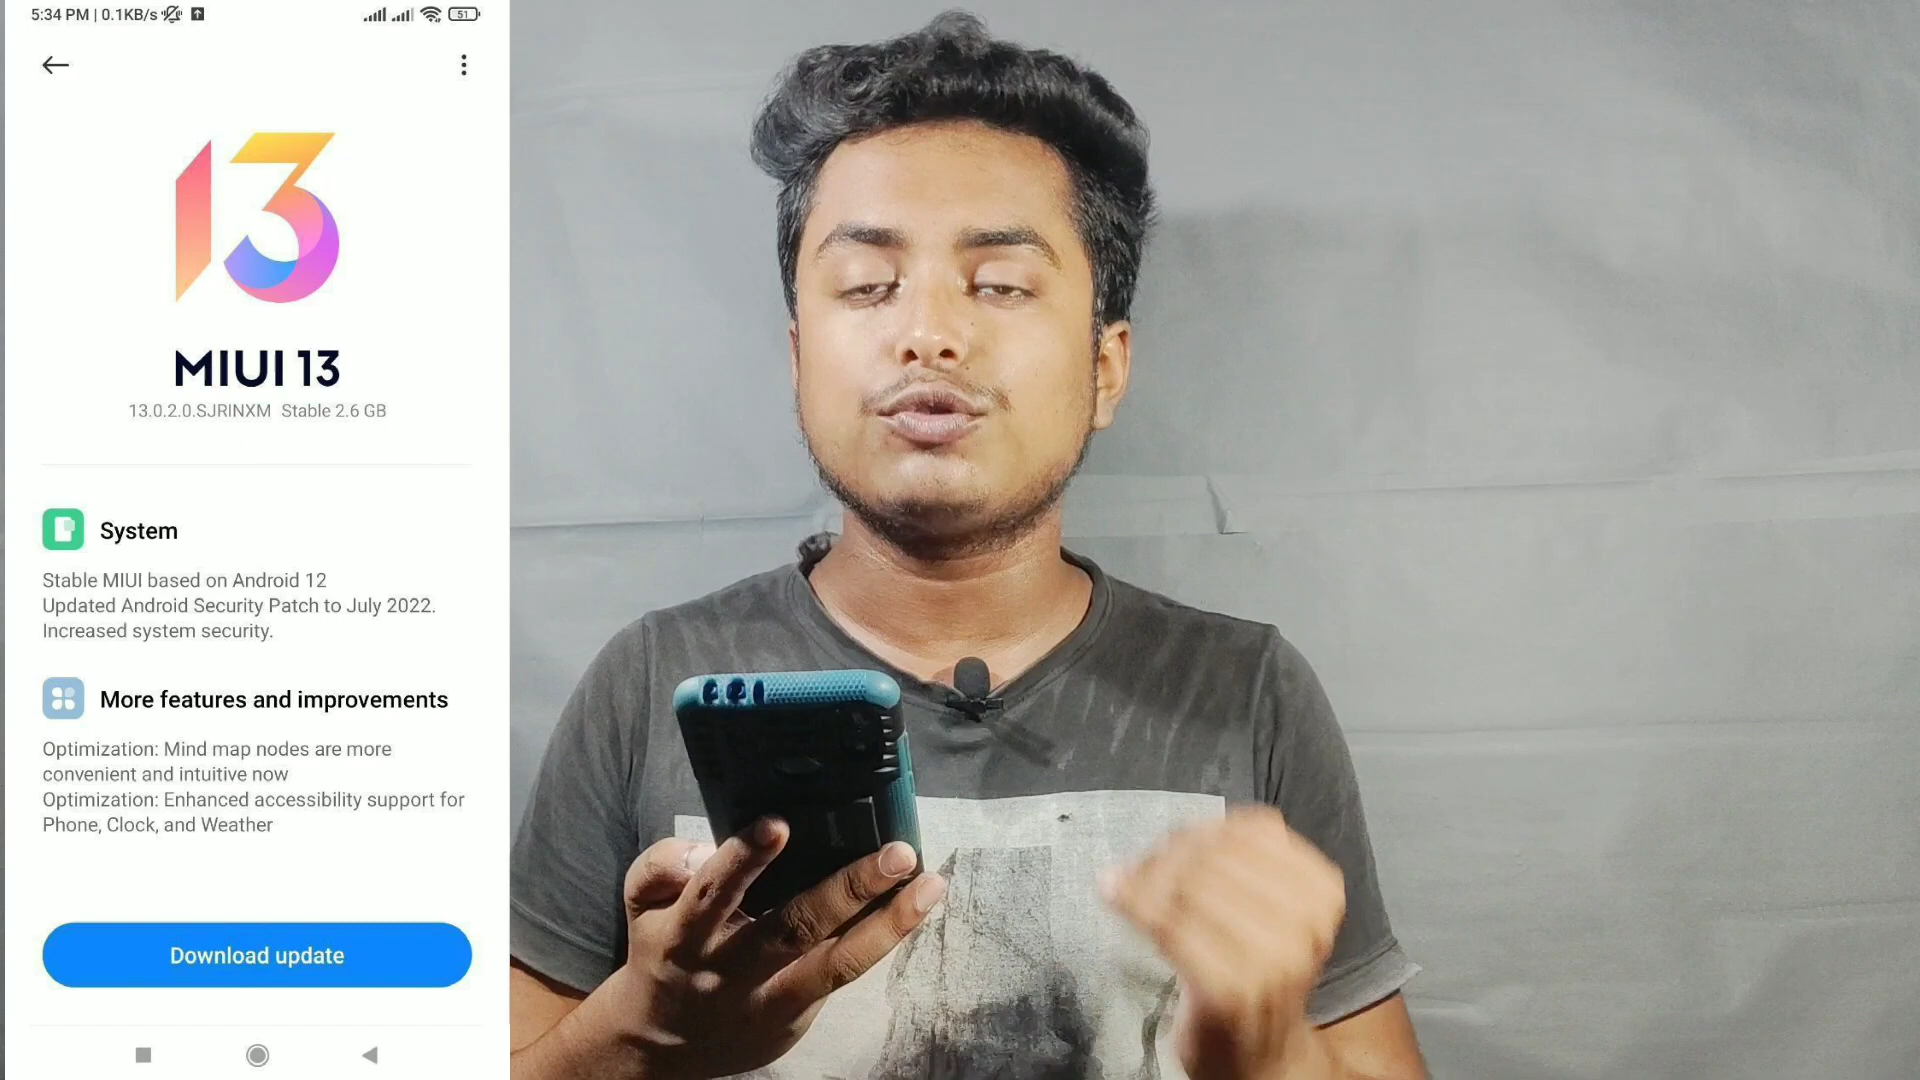 5:34 PM | 0.1KB/s
51
13
MIUI 13
13.0.2.0.SJRINXM Stable 2.6 GB
System
Stable MIUI based on Android 12
Updated Android Security Patch to July 2022.
Increased system security.
More features and improvements
Optimization: Mind map nodes are more
convenient and intuitive now
Optimization: Enhanced accessibility support for
Phone, Clock, and Weather
Download update